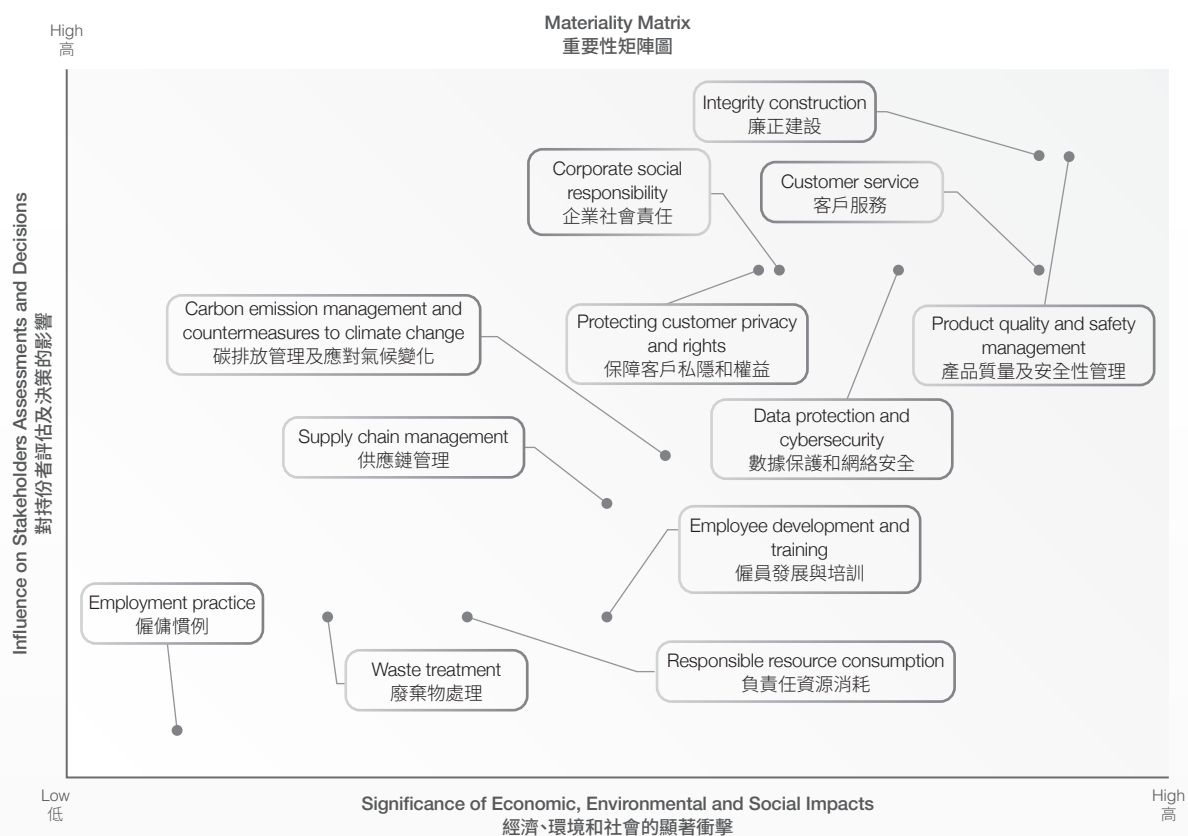 Materiality Matrix
重要性矩陣圖
High
高
Influence on Stakeholders Assessments and Decisions
對持份者評估及決策的影響
Integrity construction
廉正建設
Corporate social
responsibility
企業社會責任
Customer service
客戶服務
Carbon emission management and
countermeasures to climate change
碳排放管理及應對氣候變化
Protecting customer privacy
and rights
保障客戶私隱和權益
Product quality and safety
management
產品質量及安全性管理
Data protection and
cybersecurity
數據保護和網絡安全
Supply chain management
供應鏈管理
Employee development and
training
僱員發展與培訓
Employment practice
僱傭慣例
Waste treatment
廢棄物處理
Responsible resource consumption
負責任資源消耗
Low
低
Significance of Economic, Environmental and Social Impacts
經濟、環境和社會的顯著衝擊
High
高